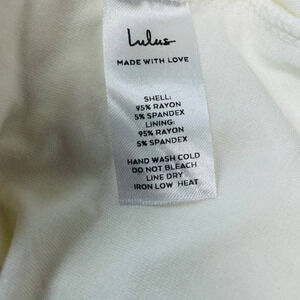 Lulus
MADE WITH LOVE
SHELL:
95% RAYON
5% SPANDEX
LINING:
95% RAYON
5% SPANDEX
HAND WASH COLD
DO NOT BLEACH
LINE DRY
IRON LOW HEAT